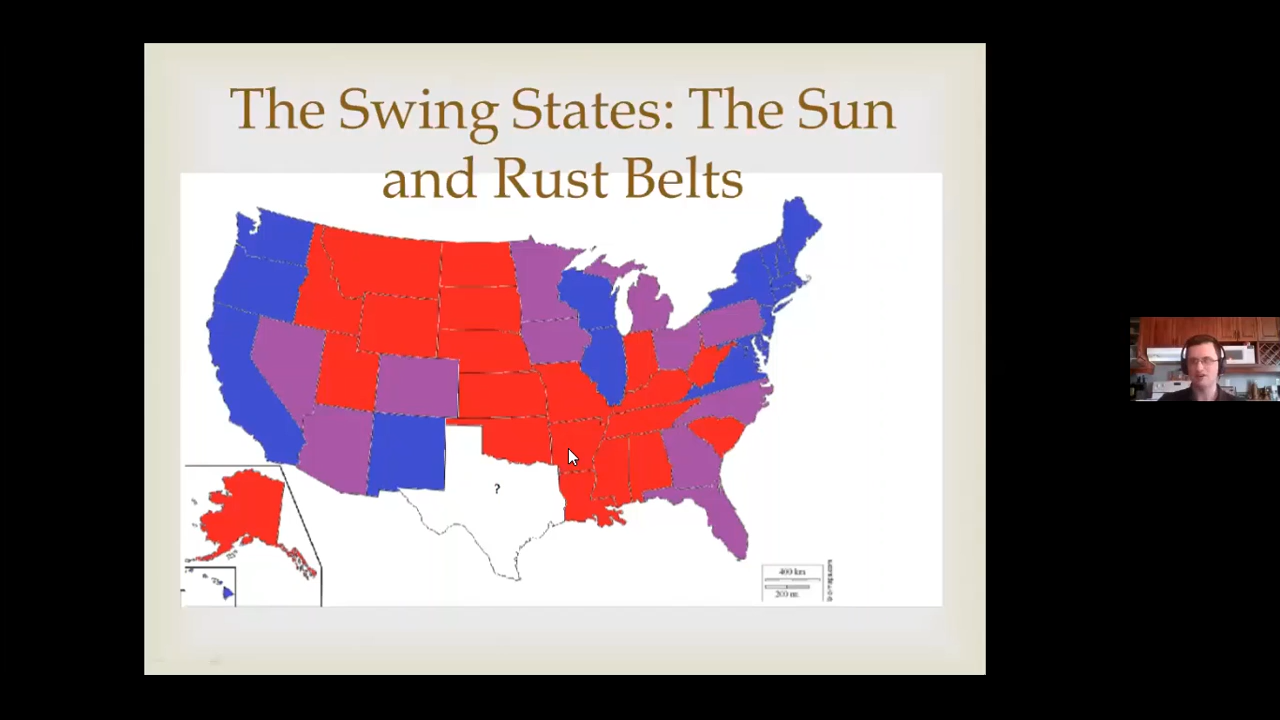 The Swing States: The Sun
and Rust Belts
?
400 km
200 mi